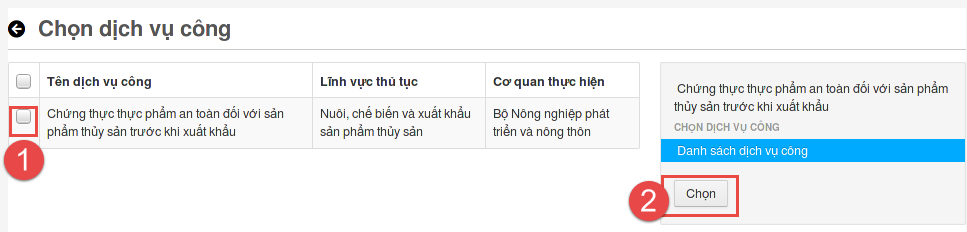 Chọn dịch vụ công
Tên dịch vụ công
Lĩnh vực thủ tục
Cơ quan thực hiện
Chứng thực thực phẩm an toàn đối với sản
phẩm thủy sản trước khi xuất khẩu
Nuôi, chế biến và xuất khẩu
sản phẩm thủy sản
Bộ Nông nghiệp phát
triển và nông thôn
1
Chứng thực thực phẩm an toàn đối với sản phẩm
thủy sản trước khi xuất khẩu
CHỌN DỊCH VỤ CÔNG
Danh sách dịch vụ công
2
Chọn